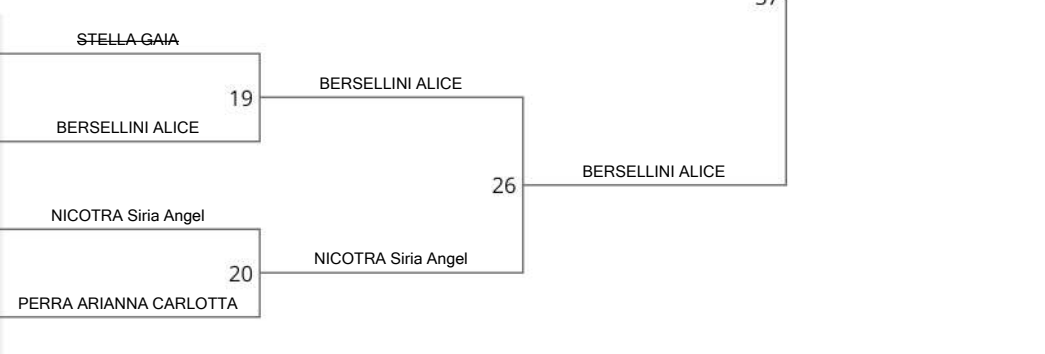 STELLA GAIA
BERSELLINI ALICE
19
BERSELLINI ALICE
BERSELLINI ALICE
26
NICOTRA Siria Angel
NICOTRA Siria Angel
20
PERRA ARIANNA CARLOTTA